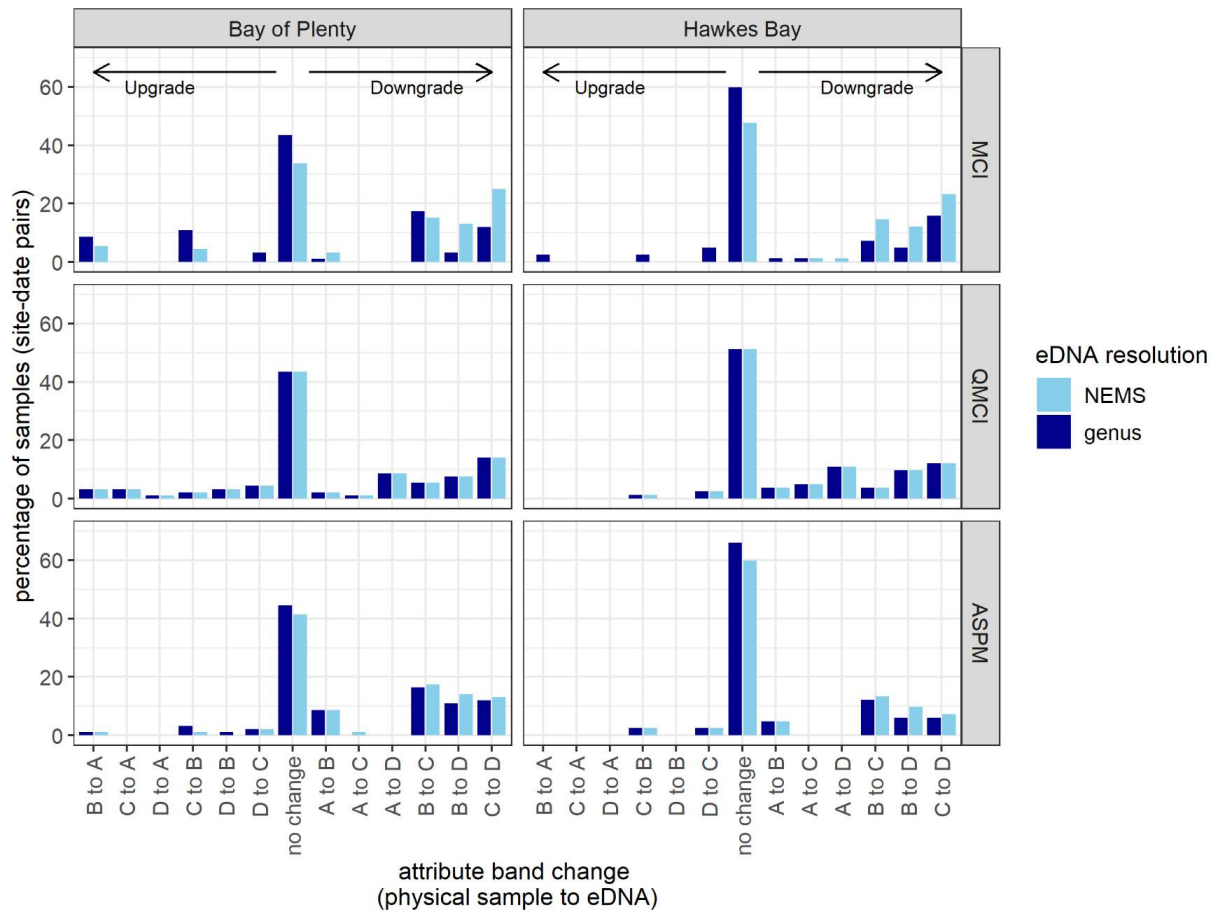 Bay of Plenty
Hawkes Bay
Upgrade
Downgrade
Upgrade
Downgrade
MCI
QMCI
ASPM
percentage of samples (site-date pairs)
60
40
20
0
60
40
20
0
60
40
20
0
B to A
C to A
D to A
C to B
D to B
D to C
no change
A to B
A to C
A to D
B to C
B to D
C to D
B to A
C to A
D to A
C to B
D to B
D to C
no change
A to B
A to C
A to D
B to C
B to D
C to D
attribute band change
(physical sample to eDNA)
eDNA resolution
NEMS
genus